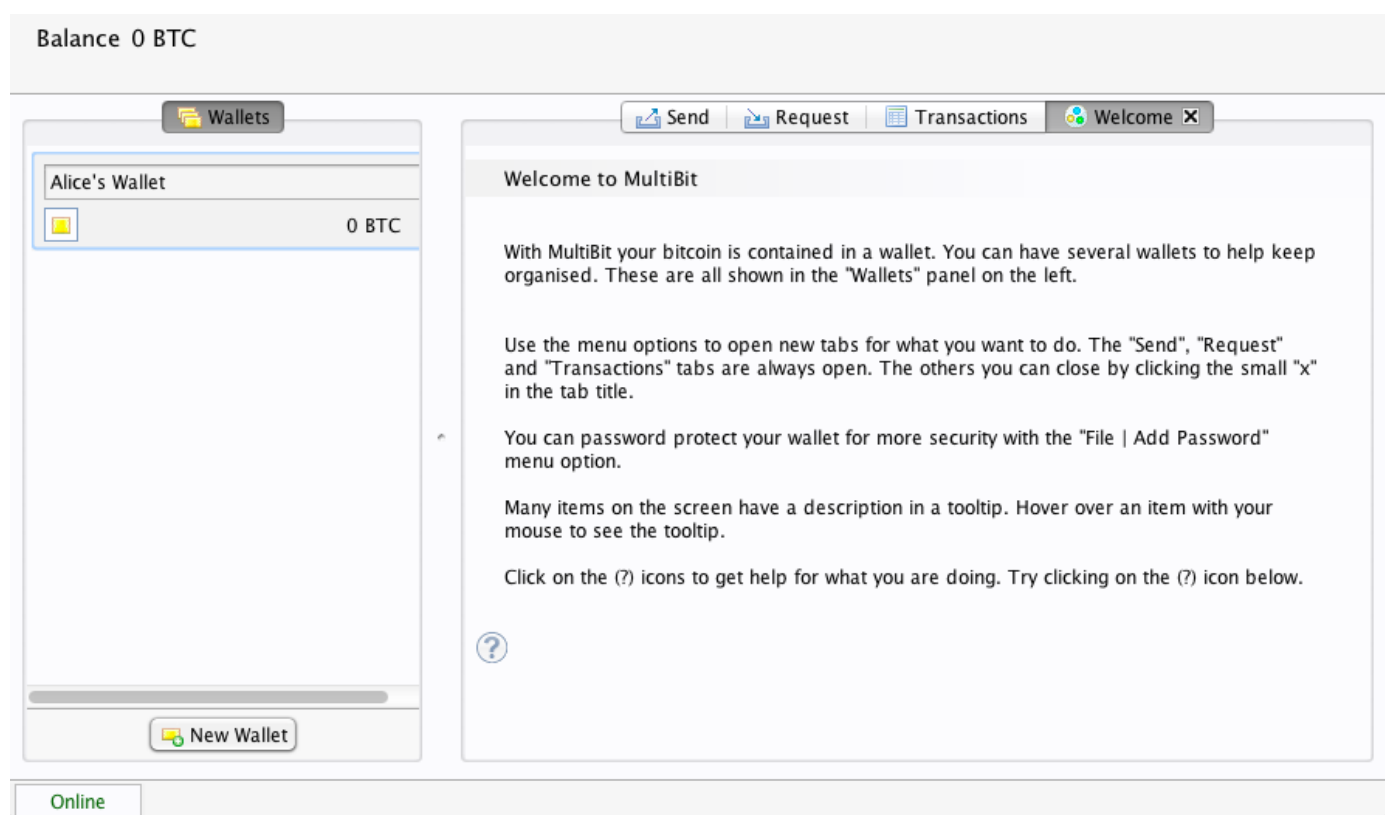 Balance 0 BTC
Wallets
Send
Request
Transactions
Welcome
Alice's Wallet
0 BTC
Welcome to MultiBit
With MultiBit your bitcoin is contained in a wallet. You can have several wallets to help keep
organised. These are all shown in the "Wallets" panel on the left.
Use the menu options to open new tabs for what you want to do. The "Send", "Request"
and "Transactions" tabs are always open. The others you can close by clicking the small "x"
in the tab title.
You can password protect your wallet for more security with the "File | Add Password"
menu option.
Many items on the screen have a description in a tooltip. Hover over an item with your
mouse to see the tooltip.
Click on the (?) icons to get help for what you are doing. Try clicking on the (?) icon below.
?
New Wallet
Online